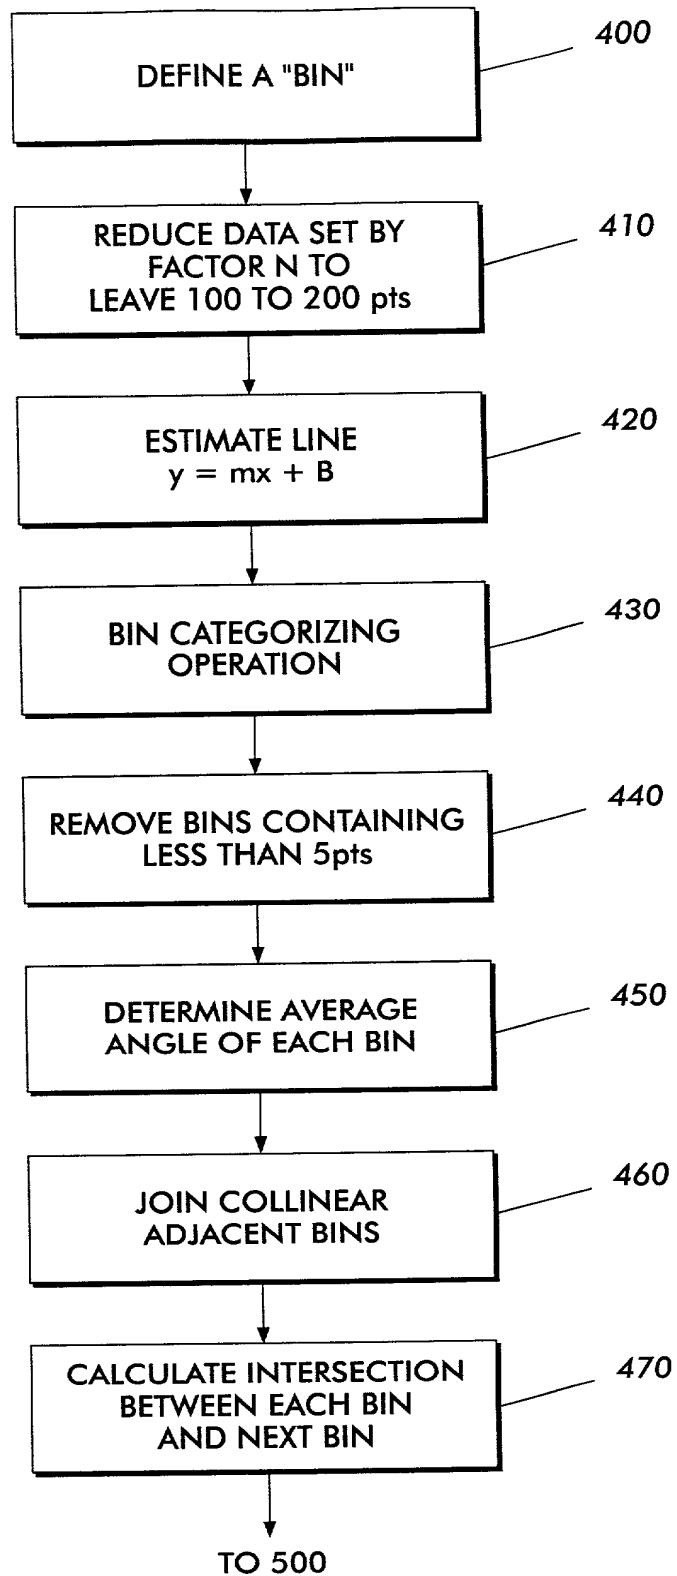 DEFINE A "BIN"
400
REDUCE DATA SET BY
FACTOR N TO
LEAVE 100 TO 200 pts
410
ESTIMATE LINE
y = mx + B
420
BIN CATEGORIZING
OPERATION
430
REMOVE BINS CONTAINING
LESS THAN 5pts
440
DETERMINE AVERAGE
ANGLE OF EACH BIN
450
JOIN COLLINEAR
ADJACENT BINS
460
CALCULATE INTERSECTION
BETWEEN EACH BIN
AND NEXT BIN
470
TO 500